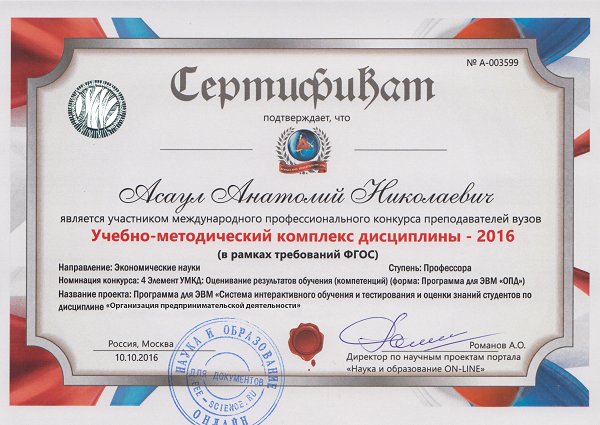 № А-003599
Сертификат
подтверждает, что
Асаул Анатолий Николаевич
является участником международного профессионального конкурса преподавателей вузов
Учебно-методический комплекс дисциплины - 2016
(в рамках требований ФГОС)
Направление: Экономические науки Ступень: Профессора
Номинация конкурса: 4 Элемент УМКД: Оценивание результатов обучения (компетенций) (форма: Программа для ЭВМ «ОПД»)
Название проекта: Программа для ЭВМ «Система интерактивного обучения и тестирования и оценки знаний студентов по
дисциплине «Организация предпринимательской деятельности»
Россия, Москва
10.10.2016
Романов А.О.
Директор по научным проектам портала
«Наука и образование ON-LINE»
НАУКА И ОБРАЗОВАНИЕ
ОНЛАЙН
ДЛЯ ДОКУМЕНТОВ
EEE-SCIENCE.RU